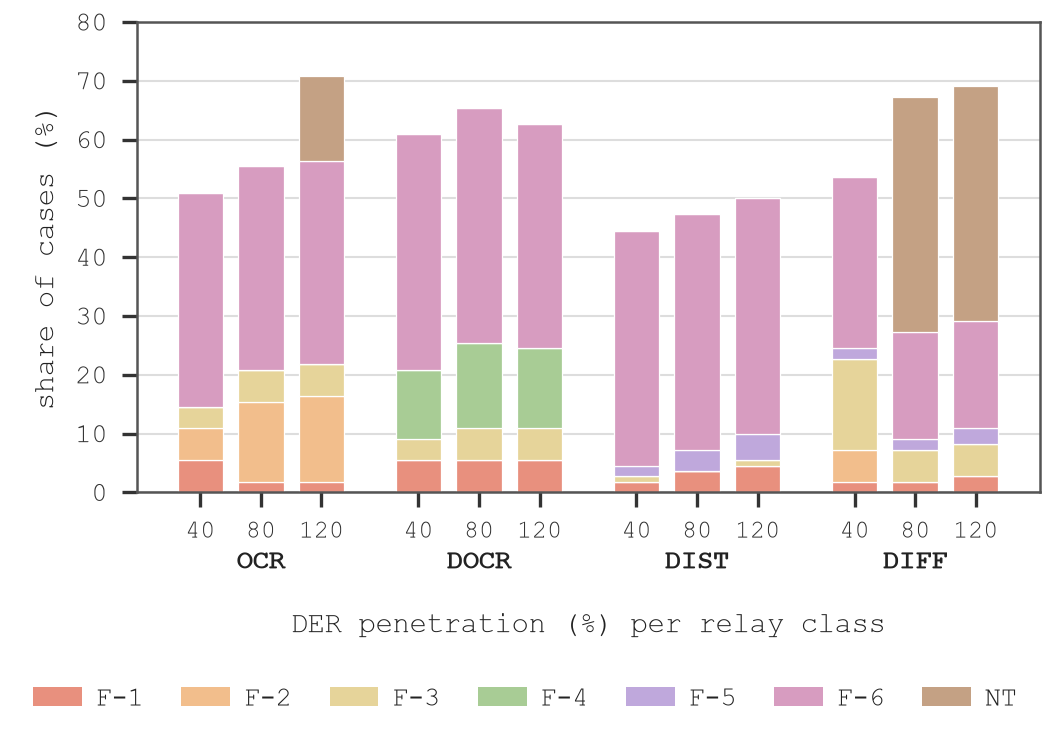 80
70
60
50
40
30
20
10
0
share of cases (%)
40 80 120 40 80 120 40 80 120 40 80 120
OCR DOCR DIST DIFF
DER penetration (%) per relay class
F-1 F-2 F-3 F-4 F-5 F-6 NT